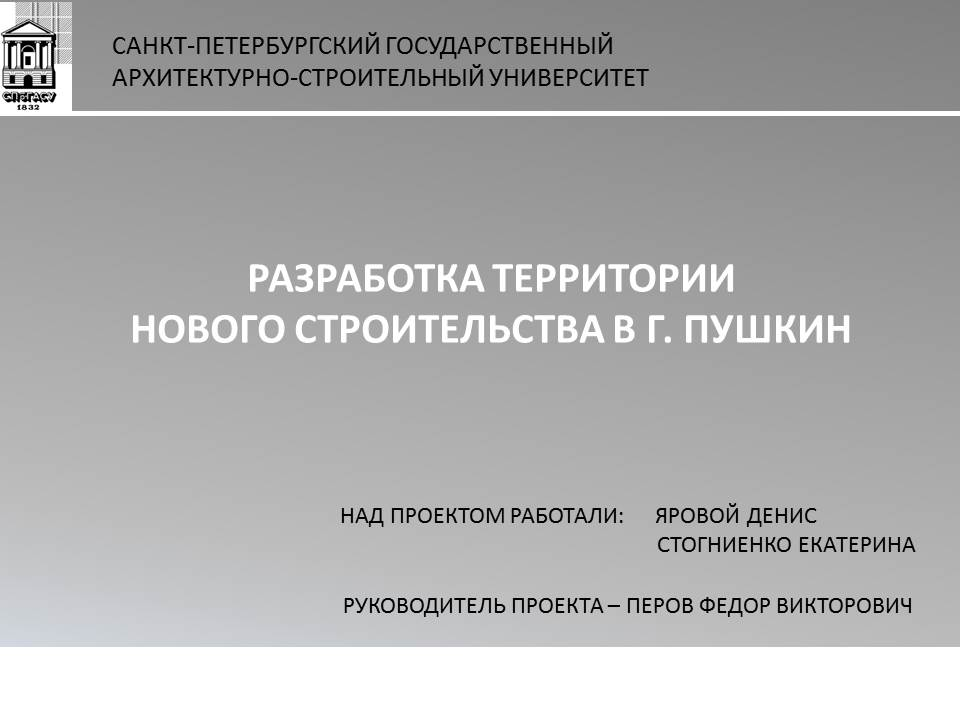 СПбГАСУ
1832
САНКТ-ПЕТЕРБУРГСКИЙ ГОСУДАРСТВЕННЫЙ
АРХИТЕКТУРНО-СТРОИТЕЛЬНЫЙ УНИВЕРСИТЕТ
РАЗРАБОТКА ТЕРРИТОРИИ
НОВОГО СТРОИТЕЛЬСТВА В Г. ПУШКИН
НАД ПРОЕКТОМ РАБОТАЛИ: ЯРОВОЙ ДЕНИС
СТОГНИЕНКО ЕКАТЕРИНА
РУКОВОДИТЕЛЬ ПРОЕКТА – ПЕРОВ ФЕДОР ВИКТОРОВИЧ